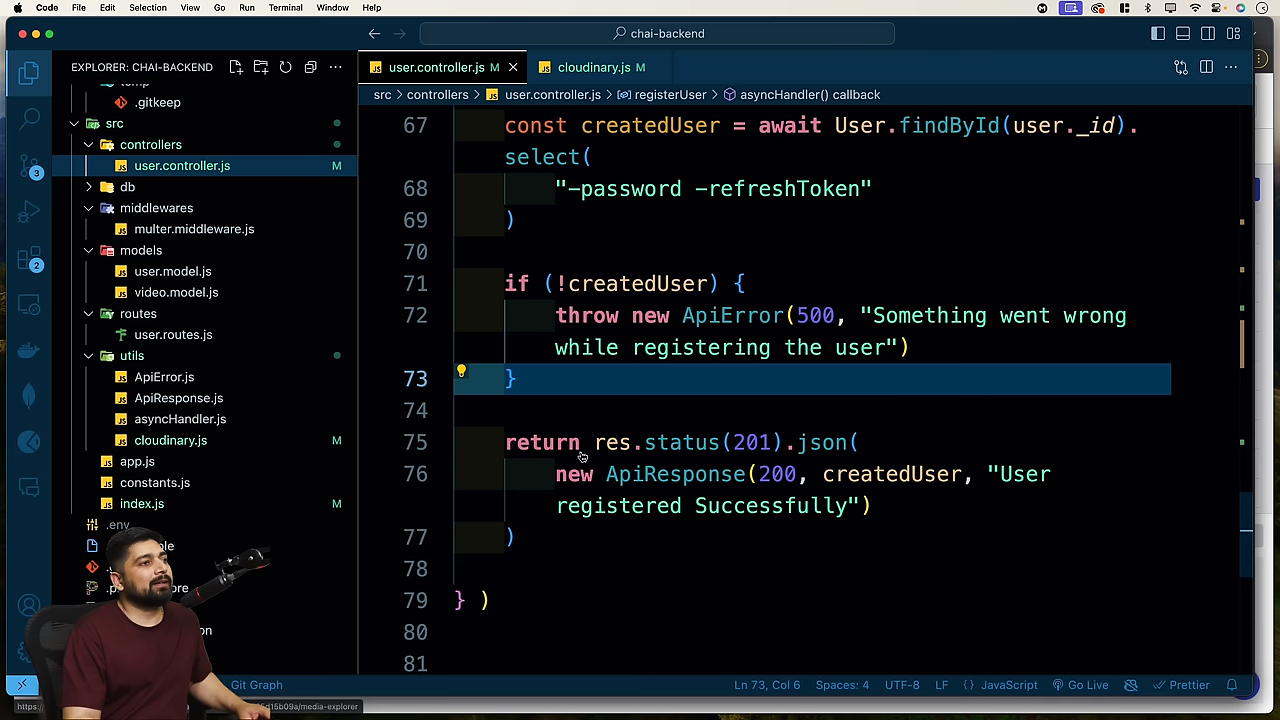 Code File Edit Selection View Go Run Terminal Window Help
chai-backend
EXPLORER: CHAI-BACKEND
user.controller.js M
cloudinary.js M
src > controllers > user.controller.js > registerUser > asyncHandler() callback
temp
.gitkeep
src
controllers
user.controller.js M
db
middlewares
multer.middleware.js
models
user.model.js
video.model.js
routes
user.routes.js
utils
ApiError.js
ApiResponse.js
asyncHandler.js
cloudinary.js M
app.js
constants.js
index.js M
.env
3
2
67 const createdUser = await User.findById(user._id).
select(
68 "-password -refreshToken"
69 )
70
71 if (!createdUser) {
72 throw new ApiError(500, "Something went wrong
while registering the user")
73 }
74
75 return res.status(201).json(
76 new ApiResponse(200, createdUser, "User
registered Successfully")
77 )
78
79 } )
80
81
Git Graph
Ln 73, Col 6 Spaces: 4 UTF-8 LF {} JavaScript Go Live Prettier